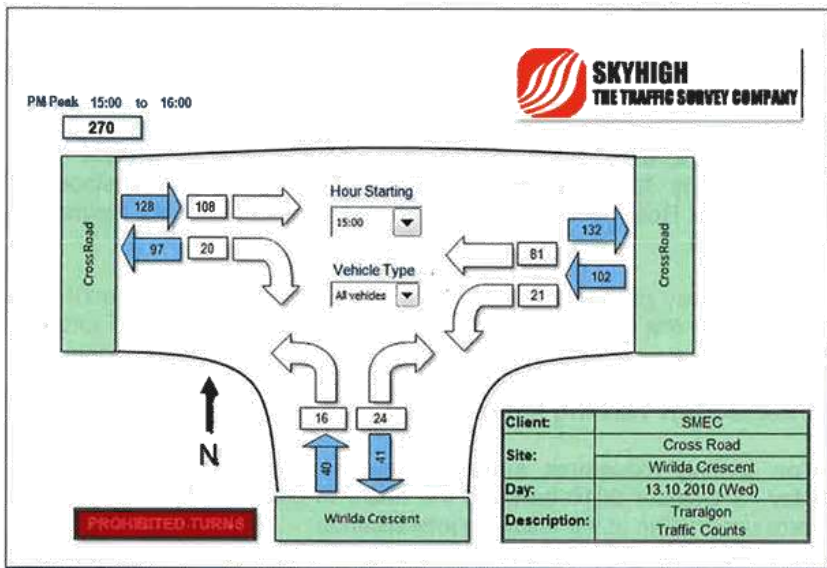 SKYHIGH
THE TRAFFIC SURVEY COMPANY
PM Peak 15:00 to 16:00
270
Cross Road
128
108
97
20
Hour Starting
15:00
Vehicle Type
All vehicles
81
132
102
21
Cross Road
16
24
40
41
N
PROHIBITED TURNS
Wirilda Crescent
Client: SMEC
Site: Cross Road
Wirilda Crescent
Day: 13.10.2010 (Wed)
Description: Traralgon
Traffic Counts